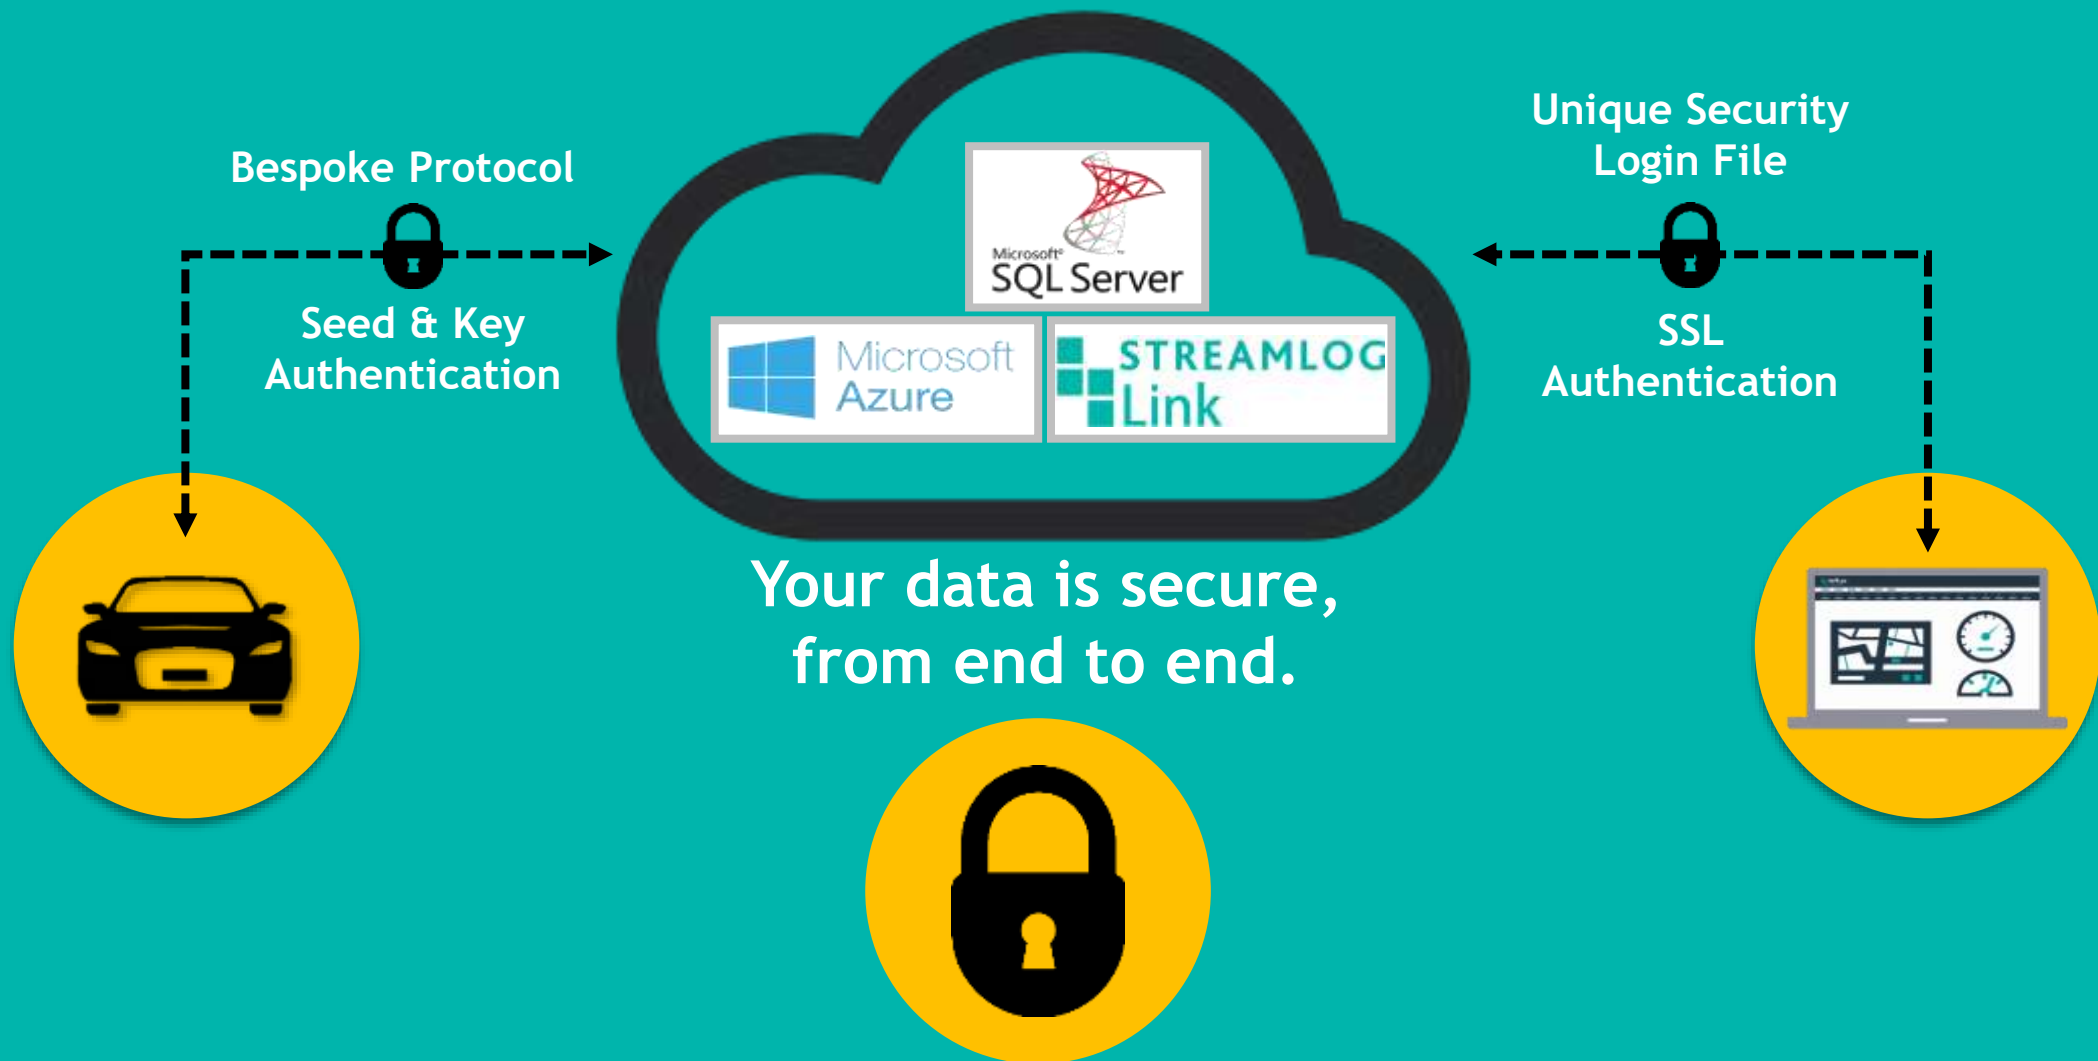 Unique Security
Login File
Bespoke Protocol
Microsoft®
SQL Server™
Seed & Key
Authentication
SSL
Authentication
Microsoft
Azure
STREAMLOG
Link
Your data is secure,
from end to end.